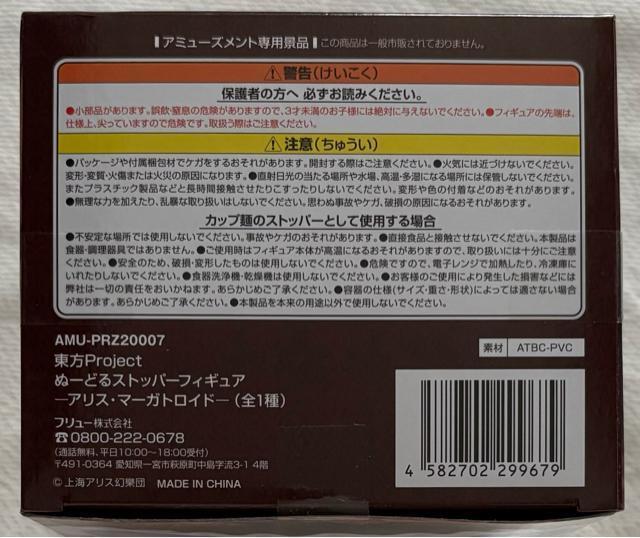 アミューズメント専用景品 この商品は一般市販されておりません。
警告(けいこく)
保護者の方へ 必ずお読みください。
●小部品があります。誤飲・窒息の危険がありますので、3才未満のお子様には絶対に与えないでください。●フィギュアの先端は、
仕様上、尖っていますので危険です。取扱う際はご注意ください。
注意(ちゅうい)
●パッケージや付属梱包材でケガをするおそれがあります。開封する際はご注意ください。●火気には近づけないでください。
変形・変質・火傷または火災の原因になります。●直射日光の当たる場所や水場、高温・多湿になる場所には保管しないでください。
またプラスチック製品などと長時間接触させたりこすったりしないでください。変形や色の付着などのおそれがあります。
●無理な力を加えたり、乱暴な取り扱いはしないでください。思わぬ事故やケガ、破損の原因になります。
カップ麺のストッパーとして使用する場合
●不安定な場所では使用しないでください。事故やケガのおそれがあります。●直接食品と接触させないでください。本製品は
食器・調理器具ではありません。●ご使用時はフィギュア本体が高温になるおそれがありますので、取り扱いには十分にご注意
ください。●安全のため、破損・変形したものは使用しないでください。●危険ですので、電子レンジで加熱したり、冷凍庫に
いれたりしないでください。●食器洗浄機・乾燥機は使用しないでください。●お客様のご使用により発生した損害などには
弊社は一切の責任をおいかねます。あらかじめご了承ください。●容器の仕様(サイズ・重さ・形状)によっては適さない場合
があります。あらかじめご了承ください。●本製品を本来の用途以外で使用しないでください。
AMU-PRZ20007
素材 ATBC-PVC
東方Project
ぬーどるストッパーフィギュア
―アリス・マーガトロイド―(全1種)
フリュー株式会社
☎0800-222-0678
(通話無料、平日10:00〜18:00受付)
〒491-0364 愛知県一宮市萩原町中島字流3-1 4階
© 上海アリス幻樂団 MADE IN CHINA
4 582702 299679